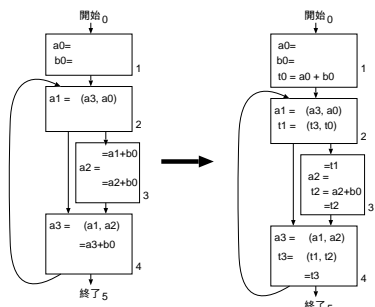 開始 0
a0=
b0=
1
a1 = (a3, a0)
2
=a1+b0
a2 =
=a2+b0
3
a3 = (a1, a2)
=a3+b0
4
終了 5
開始 0
a0=
b0=
t0 = a0 + b0
1
a1 = (a3, a0)
t1 = (t3, t0)
2
=t1
a2 =
t2 = a2+b0
=t2
3
a3 = (a1, a2)
t3= (t1, t2)
=t3
4
終了 5